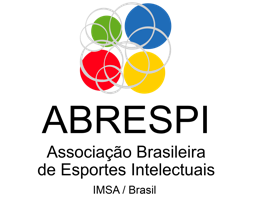 ABRESPI
Associação Brasileira
de Esportes Intelectuais
IMSA / Brasil